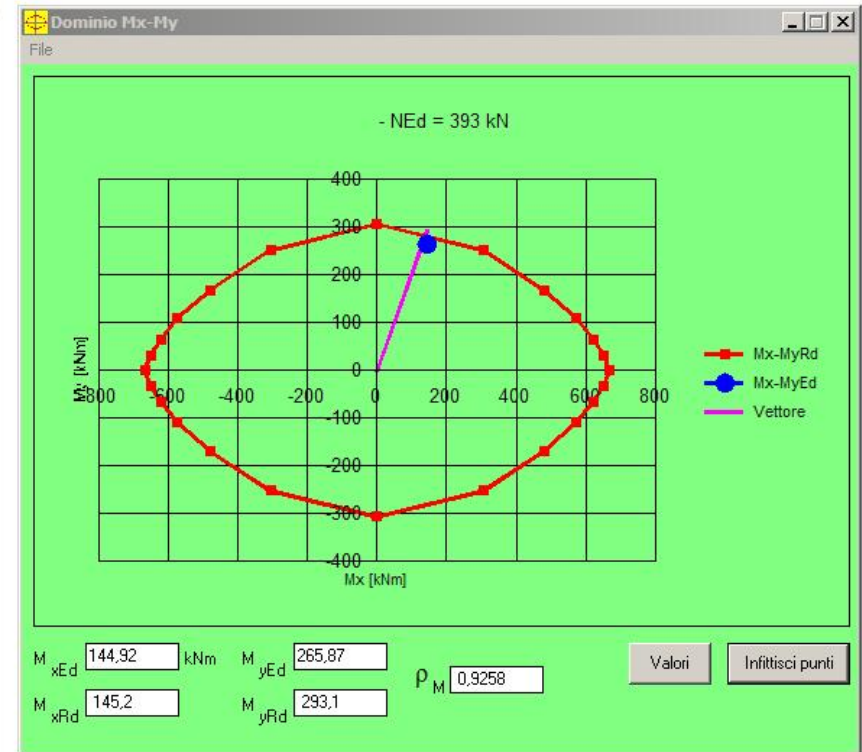 Dominio Mx-My
File
- NEd = 393 kN
400
300
200
100
0
-800 -600 -400 -200 0 200 400 600 800
-100
-200
-300
-400
My [kNm]
Mx [kNm]
Mx-MyRd
Mx-MyEd
Vettore
M xEd 144,92 kNm M yEd 265,87
ρ M 0,9258
Valori Infittisci punti
M xRd 145,2 M yRd 293,1